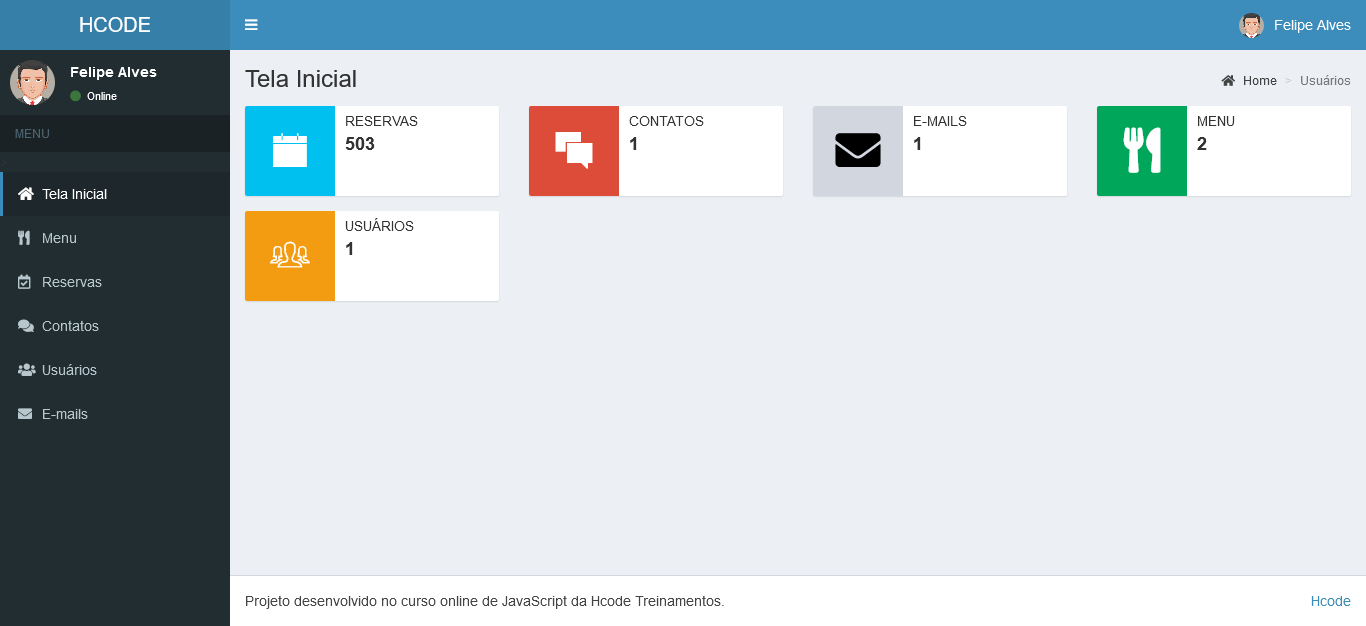 HCODE
Felipe Alves
Felipe Alves
Online
MENU
Tela Inicial
Menu
Reservas
Contatos
Usuários
E-mails
Tela Inicial
Home > Usuários
RESERVAS
503
CONTATOS
1
E-MAILS
1
MENU
2
USUÁRIOS
1
Projeto desenvolvido no curso online de JavaScript da Hcode Treinamentos.
Hcode